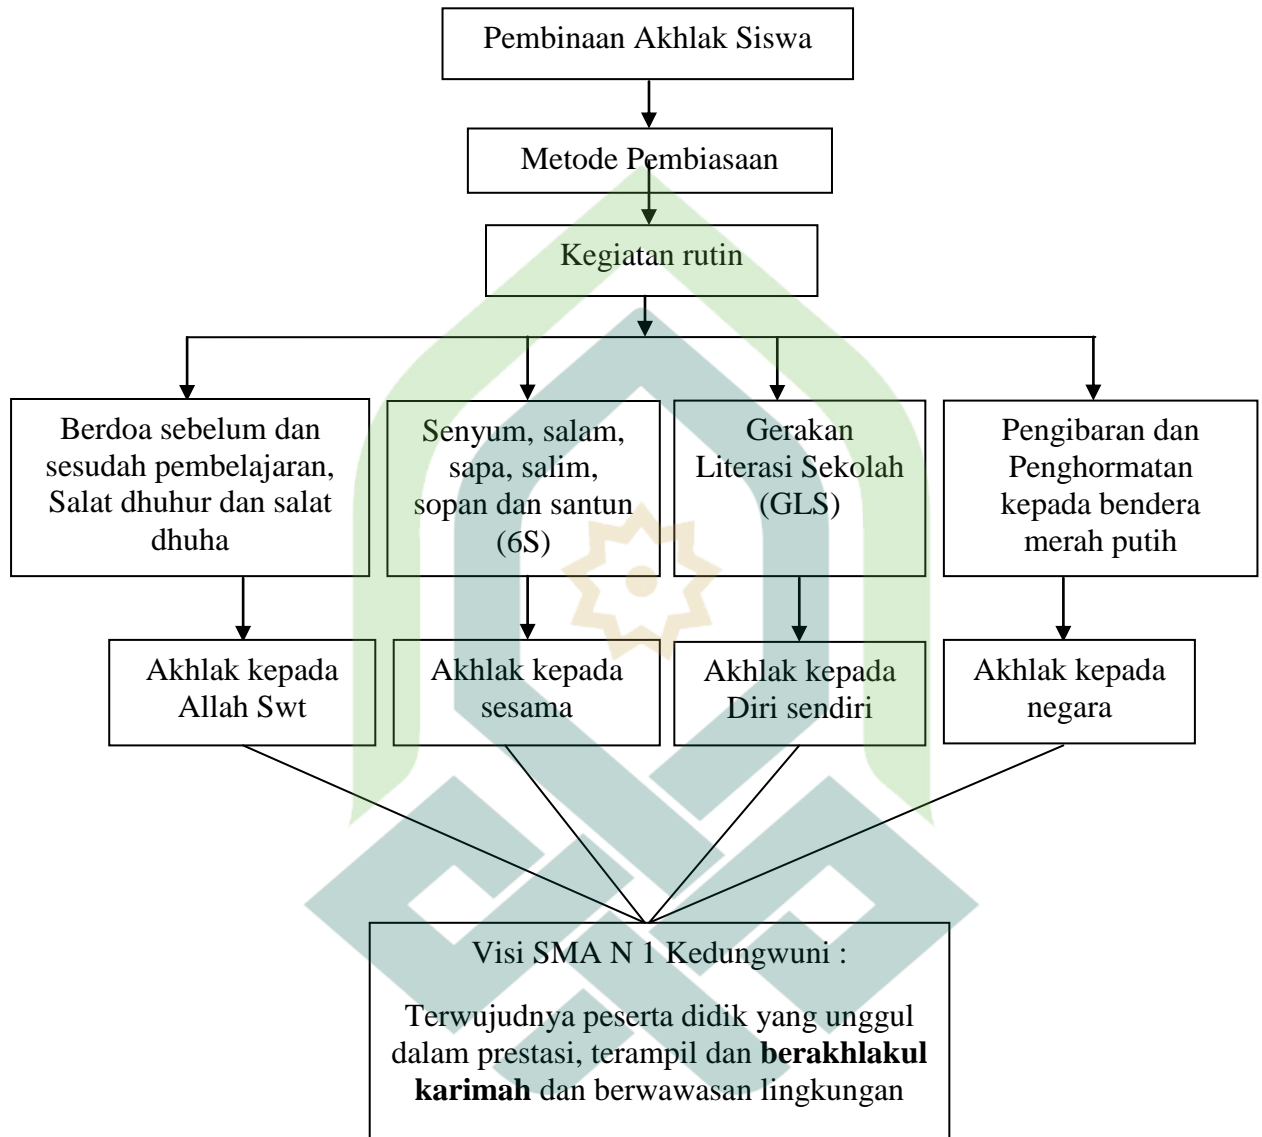 Pembinaan Akhlak Siswa
Metode Pembiasaan
Kegiatan rutin
Berdoa sebelum dan
sesudah pembelajaran,
Salat dhuhur dan salat
dhuha
Senyum, salam,
sapa, salim,
sopan dan santun
(6S)
Gerakan
Literasi Sekolah
(GLS)
Pengibaran dan
Penghormatan
kepada bendera
merah putih
Akhlak kepada
Allah Swt
Akhlak kepada
sesama
Akhlak kepada
Diri sendiri
Akhlak kepada
negara
Visi SMA N 1 Kedungwuni :
Terwujudnya peserta didik yang unggul
dalam prestasi, terampil dan berakhlakul
karimah dan berwawasan lingkungan